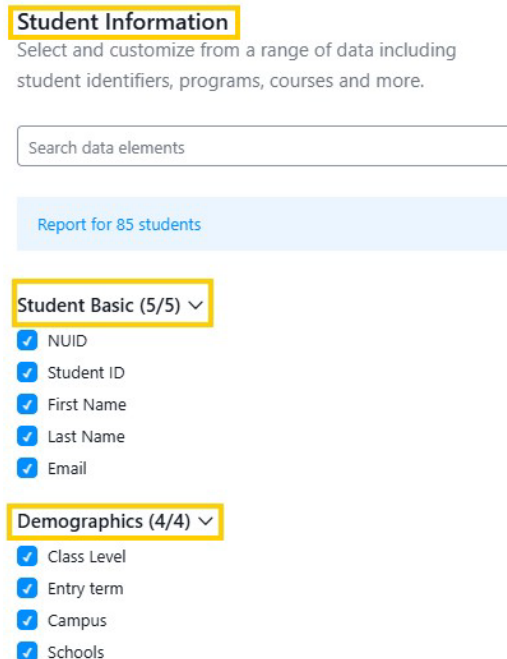 Student Information
Select and customize from a range of data including
student identifiers, programs, courses and more.
Search data elements
Report for 85 students
Student Basic (5/5)
NUID
Student ID
First Name
Last Name
Email
Demographics (4/4)
Class Level
Entry term
Campus
Schools